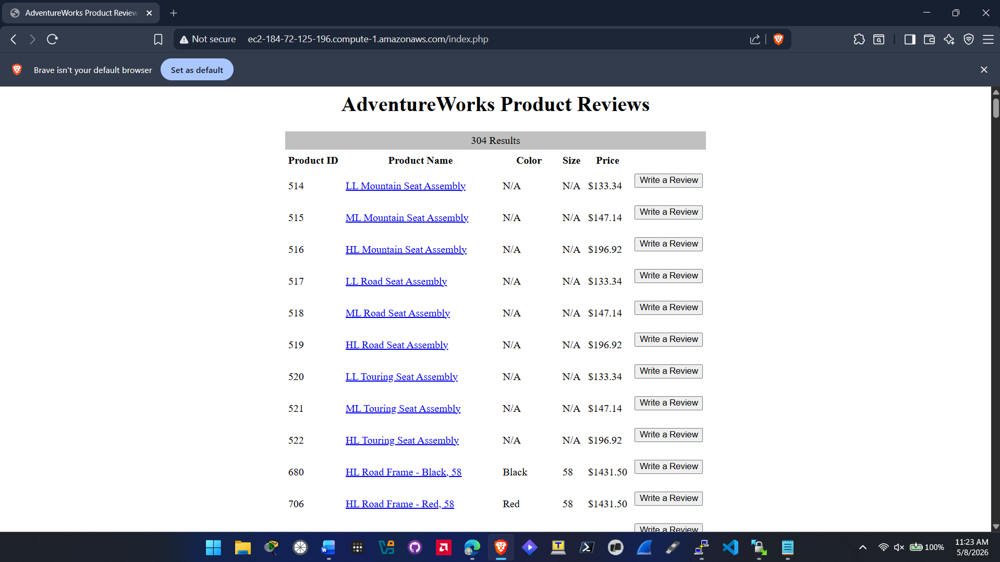 AdventureWorks Product Review
Not secure ec2-184-72-125-196.compute-1.amazonaws.com/index.php
Brave isn't your default browser Set as default
AdventureWorks Product Reviews
304 Results
Product ID Product Name Color Size Price
514 LL Mountain Seat Assembly N/A N/A $133.34 Write a Review
515 ML Mountain Seat Assembly N/A N/A $147.14 Write a Review
516 HL Mountain Seat Assembly N/A N/A $196.92 Write a Review
517 LL Road Seat Assembly N/A N/A $133.34 Write a Review
518 ML Road Seat Assembly N/A N/A $147.14 Write a Review
519 HL Road Seat Assembly N/A N/A $196.92 Write a Review
520 LL Touring Seat Assembly N/A N/A $133.34 Write a Review
521 ML Touring Seat Assembly N/A N/A $147.14 Write a Review
522 HL Touring Seat Assembly N/A N/A $196.92 Write a Review
680 HL Road Frame - Black, 58 Black 58 $1431.50 Write a Review
706 HL Road Frame - Red, 58 Red 58 $1431.50 Write a Review
Write a Review
100% 11:23 AM
5/8/2026